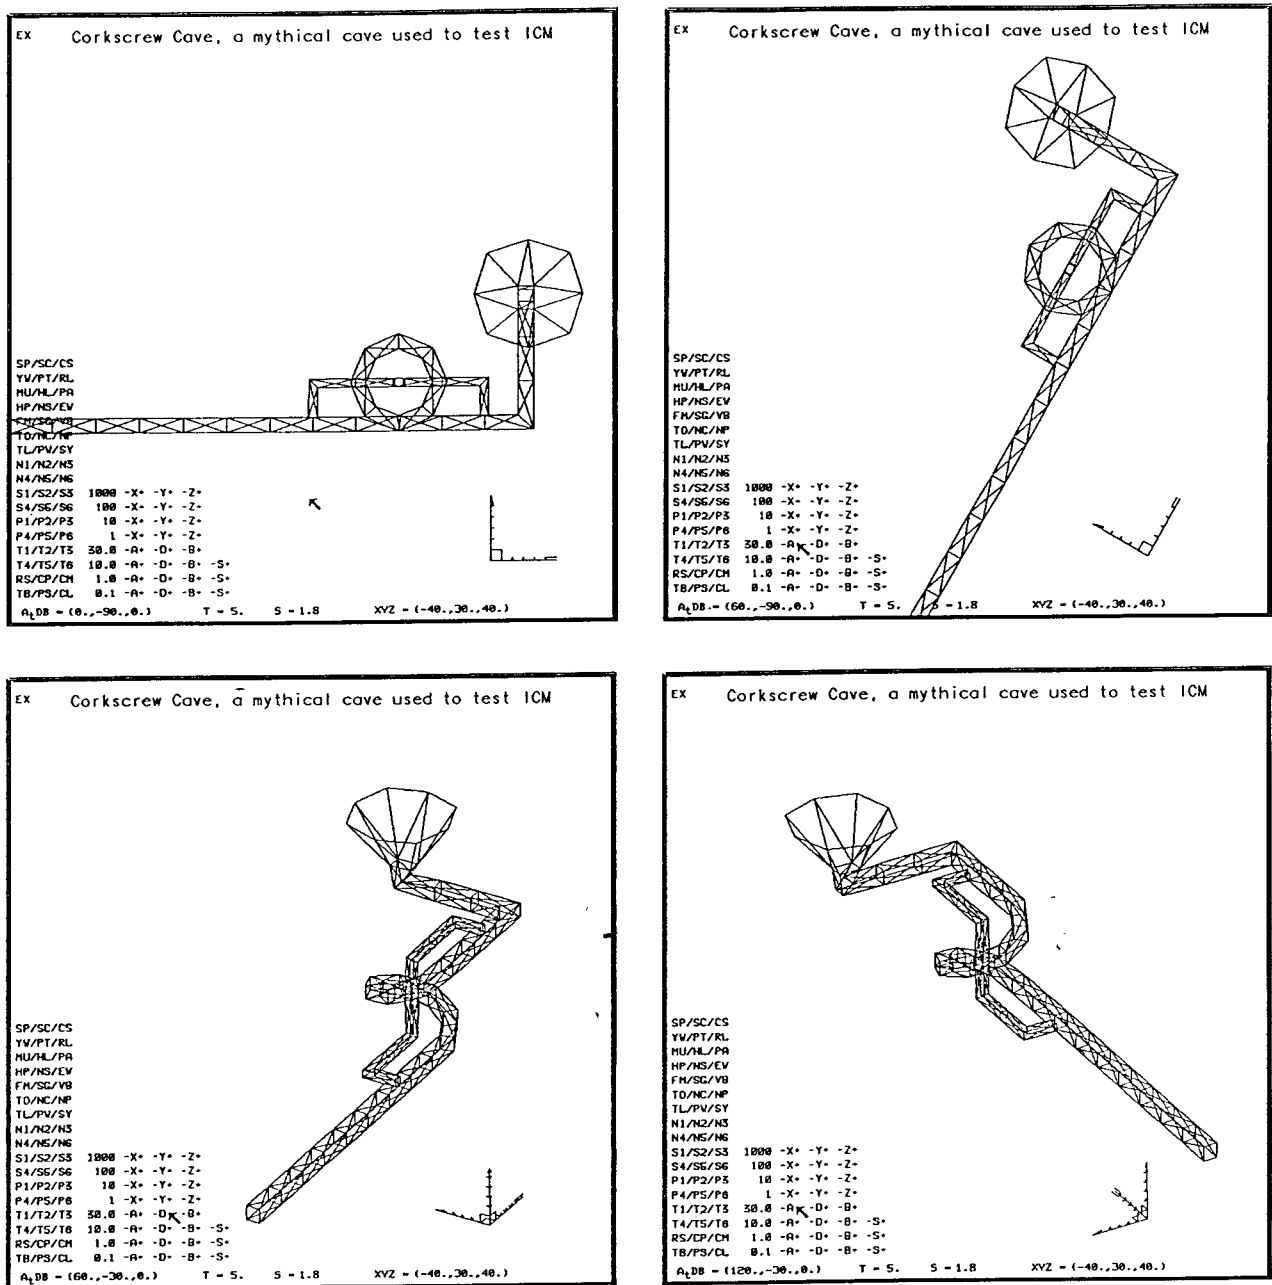 EX Corkscrew Cave, a mythical cave used to test ICM
SP/SC/CS
YW/PT/RL
MU/HL/PA
HP/NS/EV
FM/SG/VB
TO/NC/NP
TL/PV/SY
N1/N2/N3
N4/N5/N6
S1/S2/S3 1000 -X+ -Y+ -Z+
S4/S5/S6 100 -X+ -Y+ -Z+
P1/P2/P3 10 -X+ -Y+ -Z+
P4/P5/P6 1 -X+ -Y+ -Z+
T1/T2/T3 30.0 -A+ -D+ -B+
T4/T5/T6 10.0 -A+ -D+ -B+ -S+
RS/CP/CM 1.0 -A+ -D+ -B+ -S+
TB/PS/CL 0.1 -A+ -D+ -B+ -S+
AtDB = (0.,-90.,0.) T = 5. S = 1.8 XYZ = (-40.,30.,40.)
EX Corkscrew Cave, a mythical cave used to test ICM
SP/SC/CS
YW/PT/RL
MU/HL/PA
HP/NS/EV
FM/SG/VB
TO/NC/NP
TL/PV/SY
N1/N2/N3
N4/N5/N6
S1/S2/S3 1000 -X+ -Y+ -Z+
S4/S5/S6 100 -X+ -Y+ -Z+
P1/P2/P3 10 -X+ -Y+ -Z+
P4/P5/P6 1 -X+ -Y+ -Z+
T1/T2/T3 30.0 -A -D+ -B+
T4/T5/T6 10.0 -A+ -D+ -B+ -S+
RS/CP/CM 1.0 -A+ -D+ -B+ -S+
TB/PS/CL 0.1 -A+ -D+ -B+ -S+
AtDB = (60.,-90.,0.) T = 5. S = 1.8 XYZ = (-40.,30.,40.)
EX Corkscrew Cave, a mythical cave used to test ICM
SP/SC/CS
YW/PT/RL
MU/HL/PA
HP/NS/EV
FM/SG/VB
TO/NC/NP
TL/PV/SY
N1/N2/N3
N4/N5/N6
S1/S2/S3 1000 -X+ -Y+ -Z+
S4/S5/S6 100 -X+ -Y+ -Z+
P1/P2/P3 10 -X+ -Y+ -Z+
P4/P5/P6 1 -X+ -Y+ -Z+
T1/T2/T3 30.0 -A+ -D -B+
T4/T5/T6 10.0 -A+ -D+ -B+ -S+
RS/CP/CM 1.0 -A+ -D+ -B+ -S+
TB/PS/CL 0.1 -A+ -D+ -B+ -S+
AtDB = (60.,-30.,0.) T = 5. S = 1.8 XYZ = (-40.,30.,40.)
EX Corkscrew Cave, a mythical cave used to test ICM
SP/SC/CS
YW/PT/RL
MU/HL/PA
HP/NS/EV
FM/SG/VB
TO/NC/NP
TL/PV/SY
N1/N2/N3
N4/N5/N6
S1/S2/S3 1000 -X+ -Y+ -Z+
S4/S5/S6 100 -X+ -Y+ -Z+
P1/P2/P3 10 -X+ -Y+ -Z+
P4/P5/P6 1 -X+ -Y+ -Z+
T1/T2/T3 30.0 -A -D+ -B+
T4/T5/T6 10.0 -A+ -D+ -B+ -S+
RS/CP/CM 1.0 -A+ -D+ -B+ -S+
TB/PS/CL 0.1 -A+ -D+ -B+ -S+
AtDB = (120.,-30.,0.) T = 5. S = 1.8 XYZ = (-40.,30.,40.)